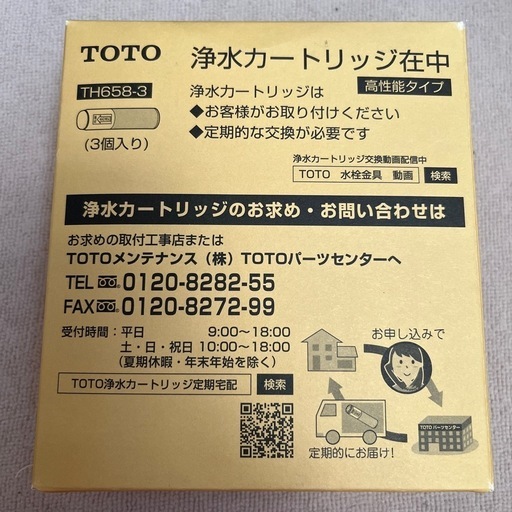 TOTO 浄水カートリッジ在中
TH658-3
(3個入り)
高性能タイプ
浄水カートリッジは
◆お客様がお取り付けください
◆定期的な交換が必要です
浄水カートリッジ交換動画配信中
TOTO 水栓金具 動画 検索
浄水カートリッジのお求め・お問い合わせは
お求めの取付工事店または
TOTOメンテナンス（株）TOTOパーツセンターへ
TEL 0120-8282-55
FAX 0120-8272-99
受付時間：平日 9:00〜18:00
土・日・祝日 10:00〜18:00
(夏期休暇・年末年始を除く)
TOTO浄水カートリッジ定期宅配 検索
お申し込みで
TOTO パーツセンター
定期的にお届け!